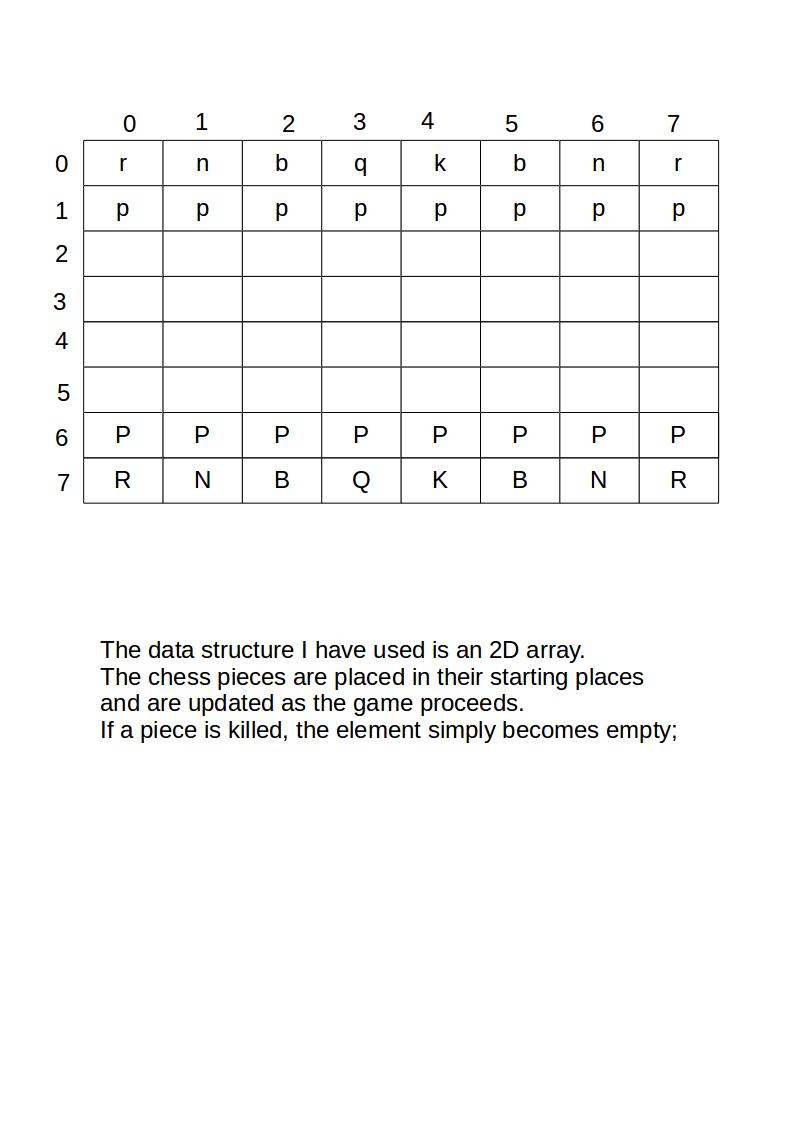 0 1 2 3 4 5 6 7
0 r n b q k b n r
1 p p p p p p p p
2
3
4
5
6 P P P P P P P P
7 R N B Q K B N R
The data structure I have used is an 2D array.
The chess pieces are placed in their starting places
and are updated as the game proceeds.
If a piece is killed, the element simply becomes empty;